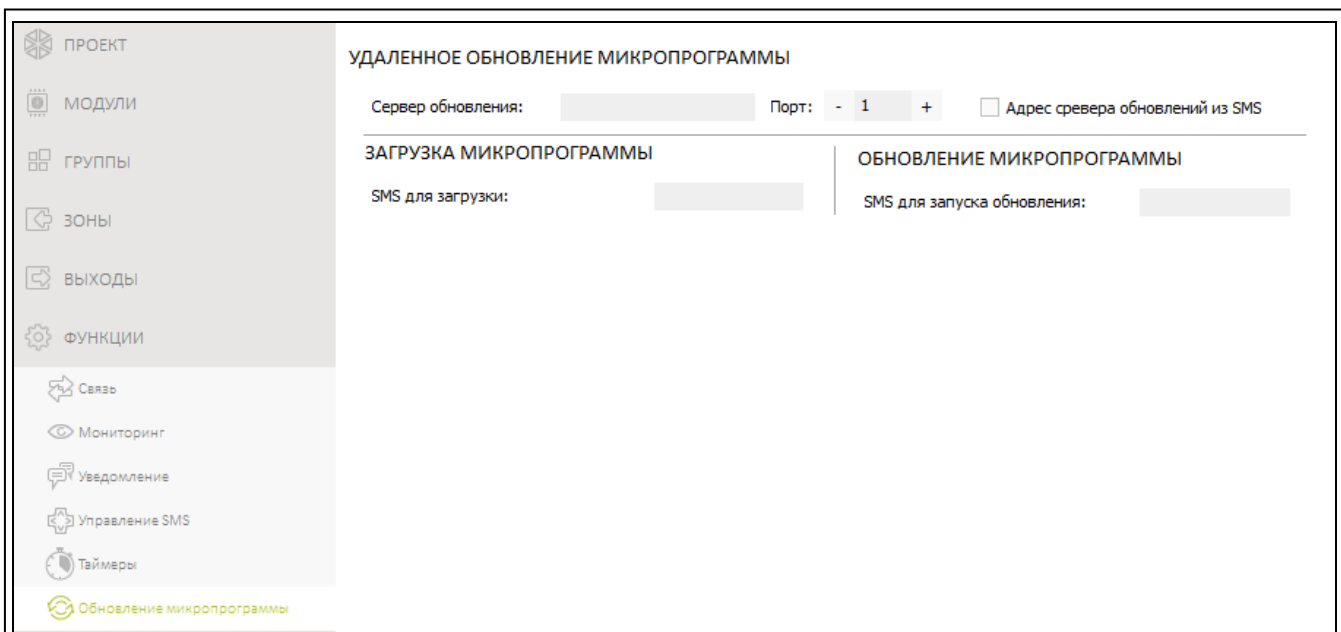 ПРОЕКТ
МОДУЛИ
ГРУППЫ
ЗОНЫ
ВЫХОДЫ
ФУНКЦИИ
Связь
Мониторинг
Уведомление
Управление SMS
Таймеры
Обновление микропрограммы
УДАЛЕННОЕ ОБНОВЛЕНИЕ МИКРОПРОГРАММЫ
Сервер обновления: Порт: - 1 + Адрес сревера обновлений из SMS
ЗАГРУЗКА МИКРОПРОГРАММЫ
SMS для загрузки:
ОБНОВЛЕНИЕ МИКРОПРОГРАММЫ
SMS для запуска обновления: